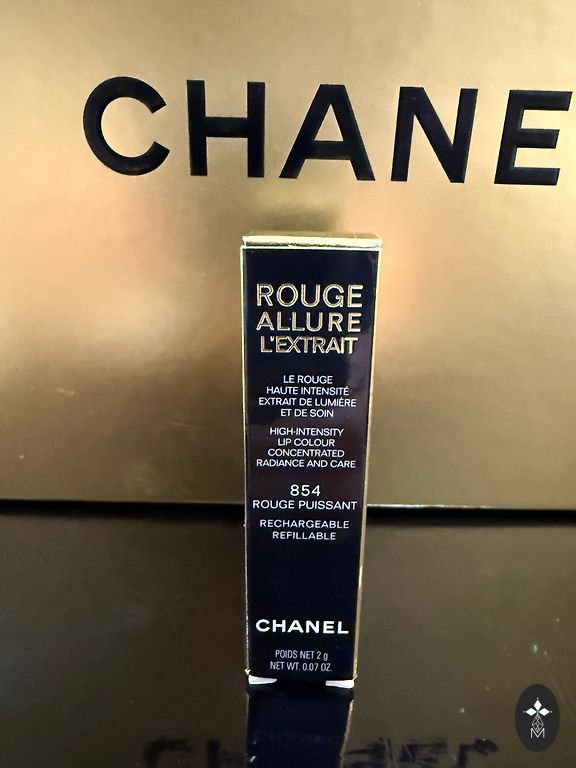 CHANE
ROUGE
ALLURE
L'EXTRAIT
LE ROUGE
HAUTE INTENSITÉ
EXTRAIT DE LUMIÈRE
ET DE SOIN
HIGH-INTENSITY
LIP COLOUR
CONCENTRATED
RADIANCE AND CARE
854
ROUGE PUISSANT
RECHARGEABLE
REFILLABLE
CHANEL
POIDS NET 2 g
NET WT. 0.07 OZ.
M